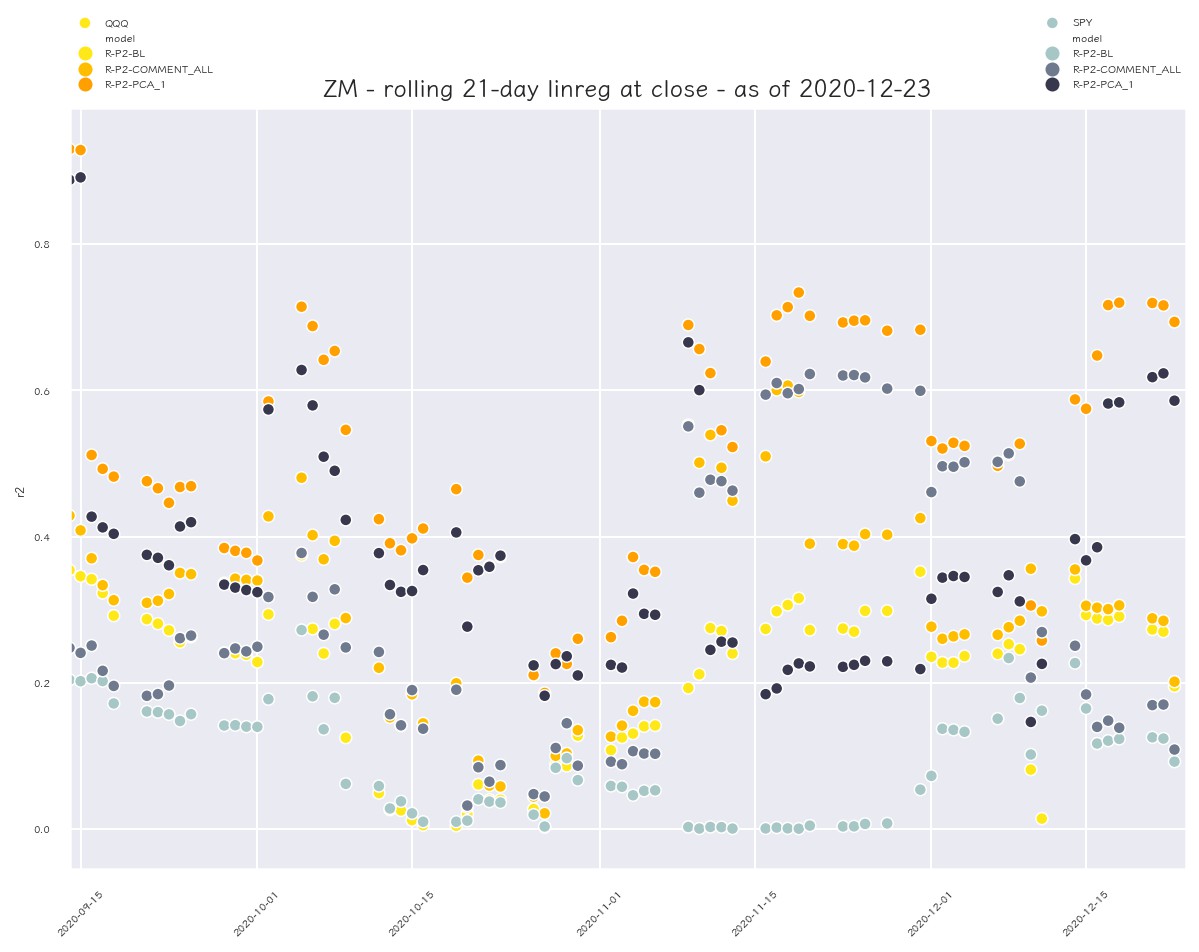 QQQ
model
R-P2-BL
R-P2-COMMENT_ALL
R-P2-PCA_1
SPY
model
R-P2-BL
R-P2-COMMENT_ALL
R-P2-PCA_1
ZM - rolling 21-day linreg at close - as of 2020-12-23
0.8
0.6
0.4
0.2
0.0
r2
2020-09-15
2020-10-01
2020-10-15
2020-11-01
2020-11-15
2020-12-01
2020-12-15